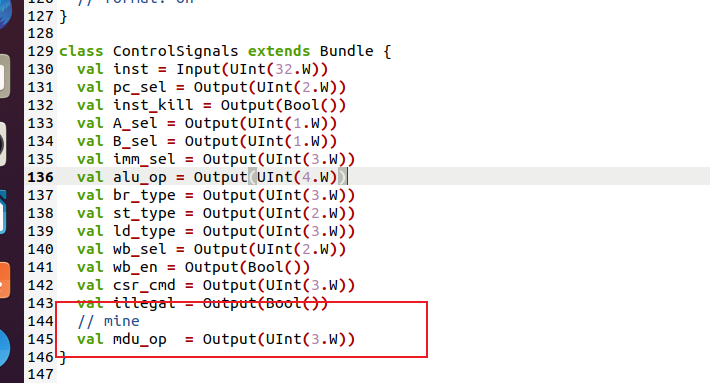 126 // format: on
127 }
128
129 class ControlSignals extends Bundle {
130 val inst = Input(UInt(32.W))
131 val pc_sel = Output(UInt(2.W))
132 val inst_kill = Output(Bool())
133 val A_sel = Output(UInt(1.W))
134 val B_sel = Output(UInt(1.W))
135 val imm_sel = Output(UInt(3.W))
136 val alu_op = Output(UInt(4.W))
137 val br_type = Output(UInt(3.W))
138 val st_type = Output(UInt(2.W))
139 val ld_type = Output(UInt(3.W))
140 val wb_sel = Output(UInt(2.W))
141 val wb_en = Output(Bool())
142 val csr_cmd = Output(UInt(3.W))
143 val illegal = Output(Bool())
144 // mine
145 val mdu_op  = Output(UInt(3.W))
146 }
147